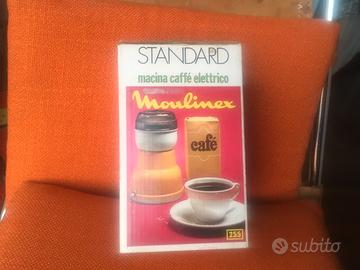 STANDARD
macina caffé elettrico
Moulinex
café
255
subito